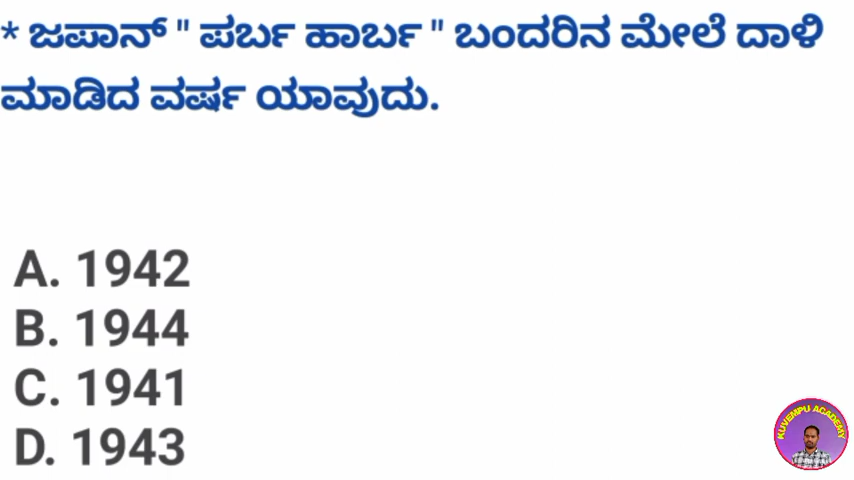 * ಜಪಾನ್ " ಪರ್ಬ ಹಾರ್ಬ " ಬಂದರಿನ ಮೇಲೆ ದಾಳಿ
ಮಾಡಿದ ವರ್ಷ ಯಾವುದು.
A. 1942
B. 1944
C. 1941
D. 1943
KUVEMPU ACADEMY